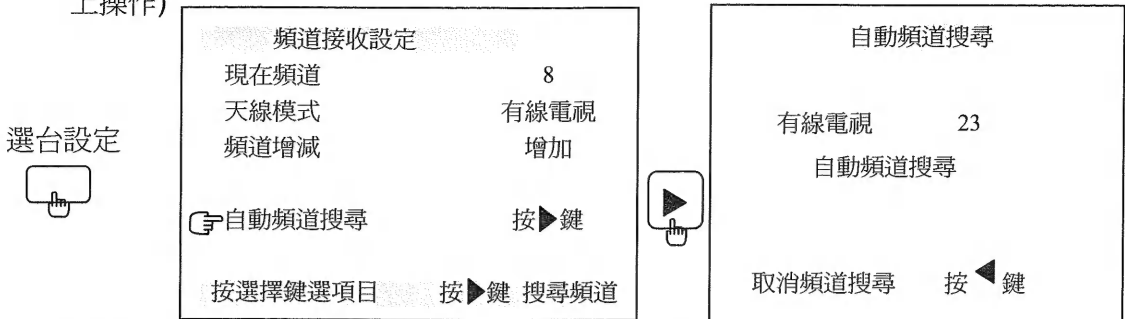 上操作)
選台設定
頻道接收設定
現在頻道 8
天線模式 有線電視
頻道增減 增加
自動頻道搜尋 按▶鍵
按選擇鍵選項目 按▶鍵 搜尋頻道
▶
自動頻道搜尋
有線電視 23
自動頻道搜尋
取消頻道搜尋 按◀鍵